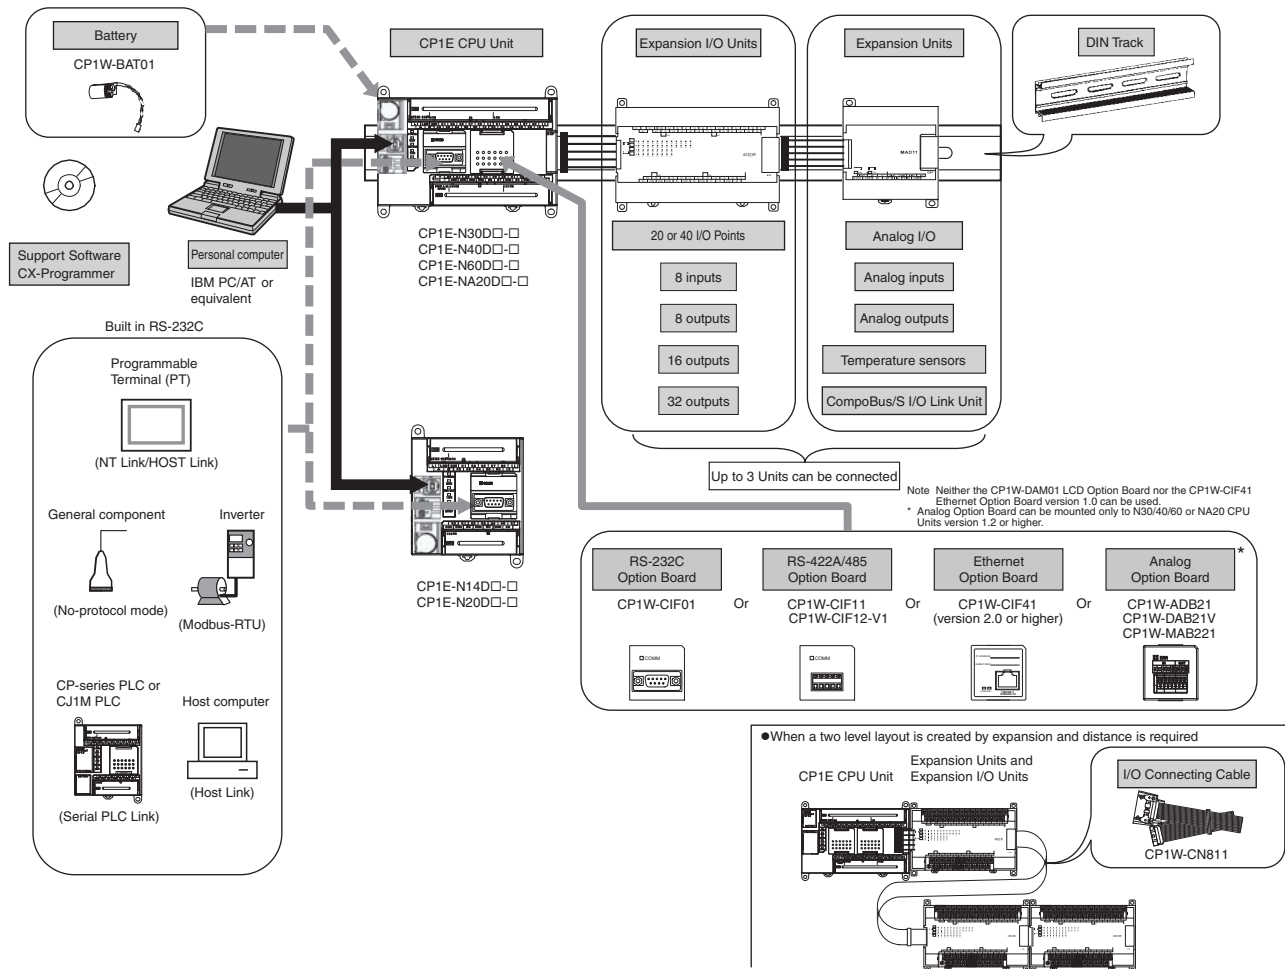 Battery
CP1W-BAT01
CP1E CPU Unit
Expansion I/O Units
Expansion Units
DIN Track
MAD11
Support Software
CX-Programmer
Personal computer
IBM PC/AT or
equivalent
CP1E-N30D□-□
CP1E-N40D□-□
CP1E-N60D□-□
CP1E-NA20D□-□
20 or 40 I/O Points
8 inputs
8 outputs
16 outputs
32 outputs
Analog I/O
Analog inputs
Analog outputs
Temperature sensors
CompoBus/S I/O Link Unit
Up to 3 Units can be connected
Built in RS-232C
Programmable
Terminal (PT)
(NT Link/HOST Link)
General component
Inverter
(No-protocol mode)
(Modbus-RTU)
CP-series PLC or
CJ1M PLC
Host computer
(Serial PLC Link)
(Host Link)
CP1E-N14D□-□
CP1E-N20D□-□
Note Neither the CP1W-DAM01 LCD Option Board nor the CP1W-CIF41
Ethernet Option Board version 1.0 can be used.
* Analog Option Board can be mounted only to N30/40/60 or NA20 CPU
Units version 1.2 or higher.
RS-232C
Option Board
CP1W-CIF01
COMM
Or
RS-422A/485
Option Board
CP1W-CIF11
CP1W-CIF12-V1
COMM
Or
Ethernet
Option Board
CP1W-CIF41
(version 2.0 or higher)
Or
Analog
Option Board
*
CP1W-ADB21
CP1W-DAB21V
CP1W-MAB221
●When a two level layout is created by expansion and distance is required
CP1E CPU Unit
Expansion Units and
Expansion I/O Units
I/O Connecting Cable
CP1W-CN811